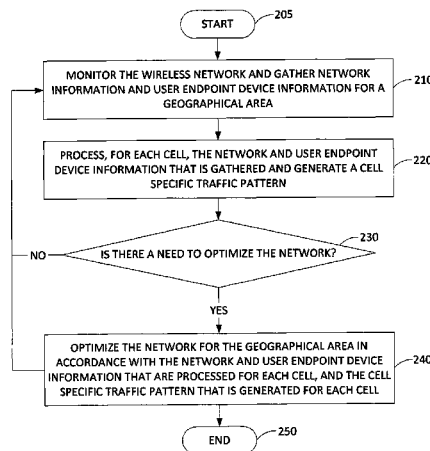 START
205
MONITOR THE WIRELESS NETWORK AND GATHER NETWORK
INFORMATION AND USER ENDPOINT DEVICE INFORMATION FOR A
GEOGRAPHICAL AREA
210
PROCESS, FOR EACH CELL, THE NETWORK AND USER ENDPOINT
DEVICE INFORMATION THAT IS GATHERED AND GENERATE A CELL
SPECIFIC TRAFFIC PATTERN
220
230
NO
IS THERE A NEED TO OPTIMIZE THE NETWORK?
YES
OPTIMIZE THE NETWORK FOR THE GEOGRAPHICAL AREA IN
ACCORDANCE WITH THE NETWORK AND USER ENDPOINT DEVICE
INFORMATION THAT ARE PROCESSED FOR EACH CELL, AND THE CELL
SPECIFIC TRAFFIC PATTERN THAT IS GENERATED FOR EACH CELL
240
END
250